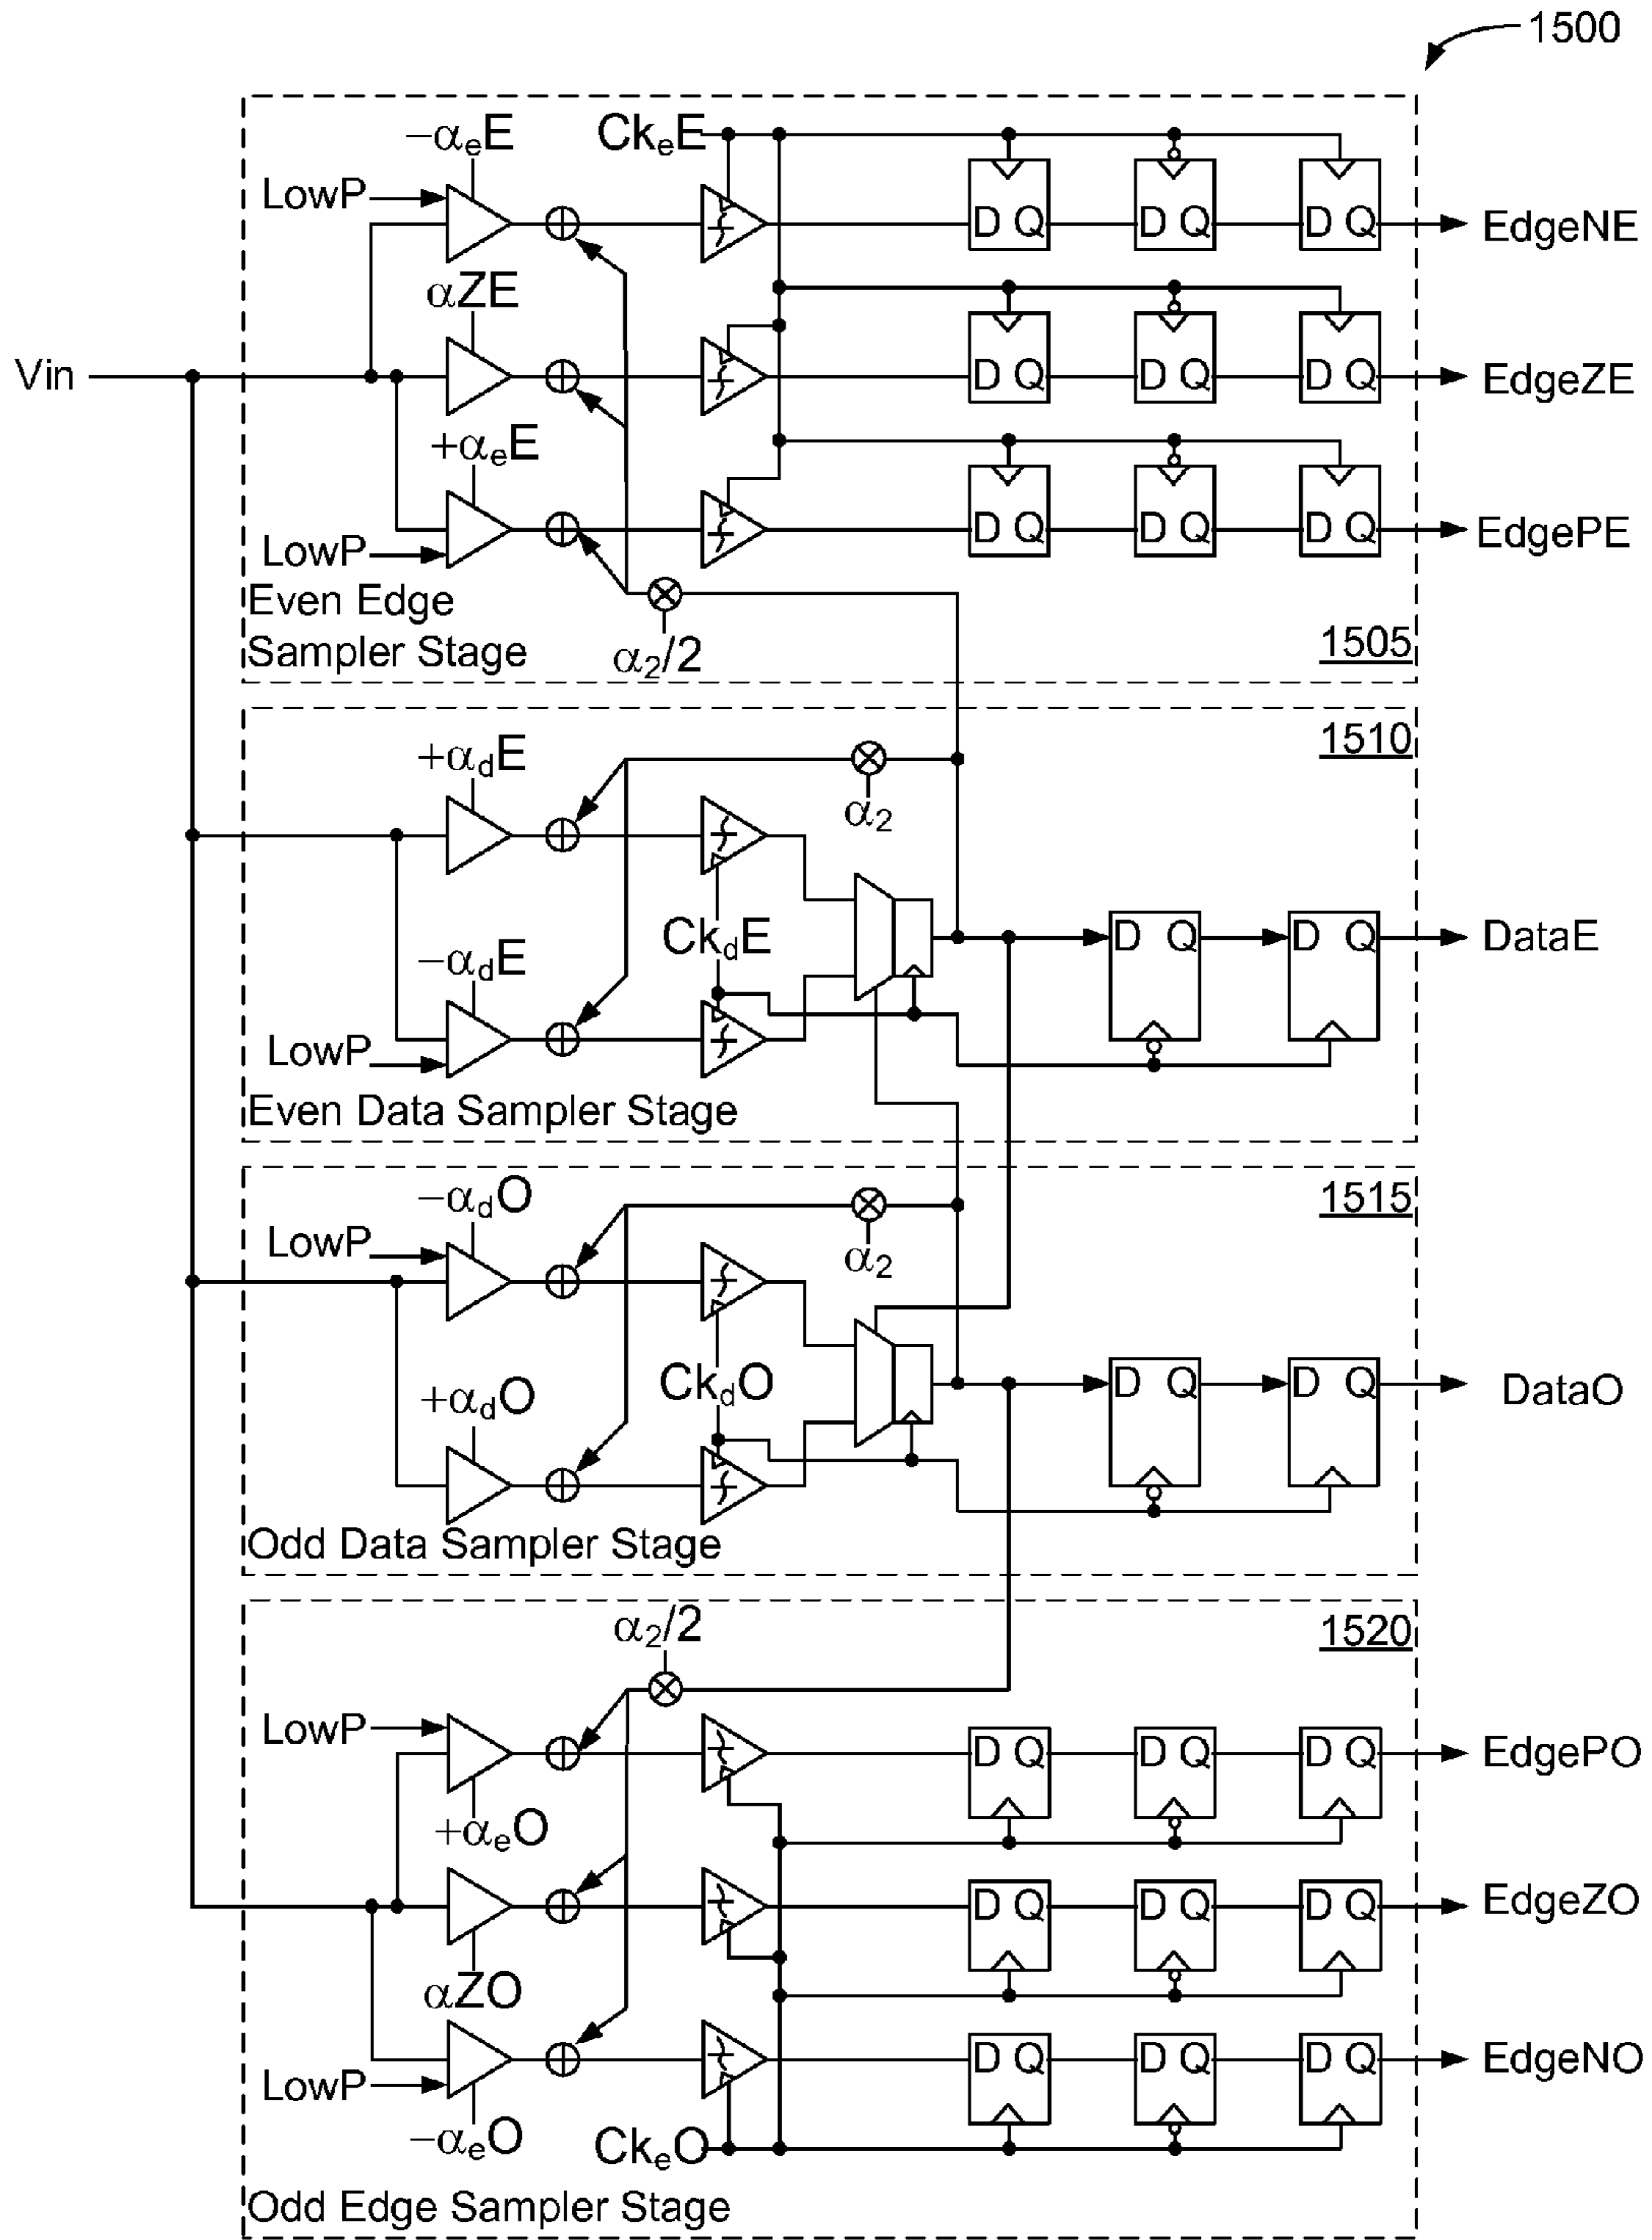 1500
−αeE
CkeE
LowP
D Q D Q D Q
EdgeNE
αZE
Vin
D Q D Q D Q
EdgeZE
+αeE
LowP
D Q D Q D Q
EdgePE
Even Edge
Sampler Stage
α2/2
1505
+αdE
α2
1510
CkdE
D Q D Q
DataE
−αdE
LowP
Even Data Sampler Stage
−αdO
LowP
α2
1515
CkdO
D Q D Q
DataO
+αdO
Odd Data Sampler Stage
α2/2
1520
LowP
D Q D Q D Q
EdgePO
+αeO
D Q D Q D Q
EdgeZO
αZO
LowP
D Q D Q D Q
EdgeNO
−αeO
CkeO
Odd Edge Sampler Stage